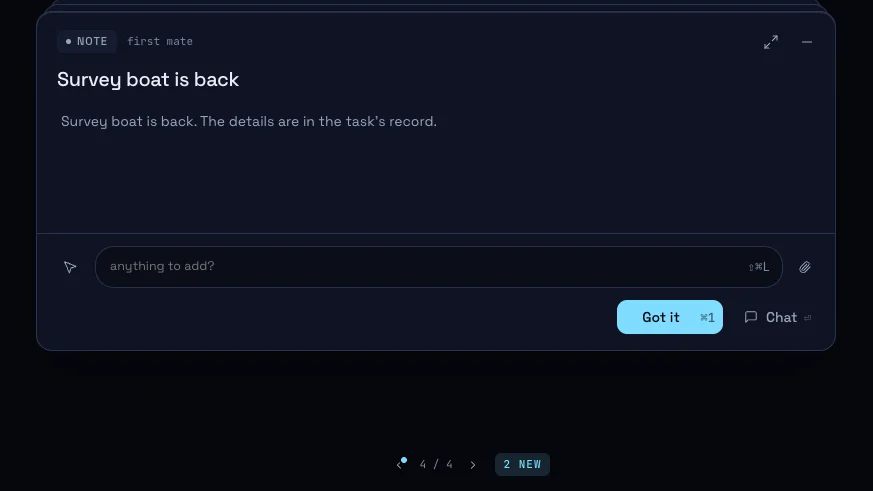 NOTE first mate
Survey boat is back
Survey boat is back. The details are in the task's record.
anything to add? ⇧⌘L
Got it ⌘1 Chat ⏎
4 / 4 2 NEW